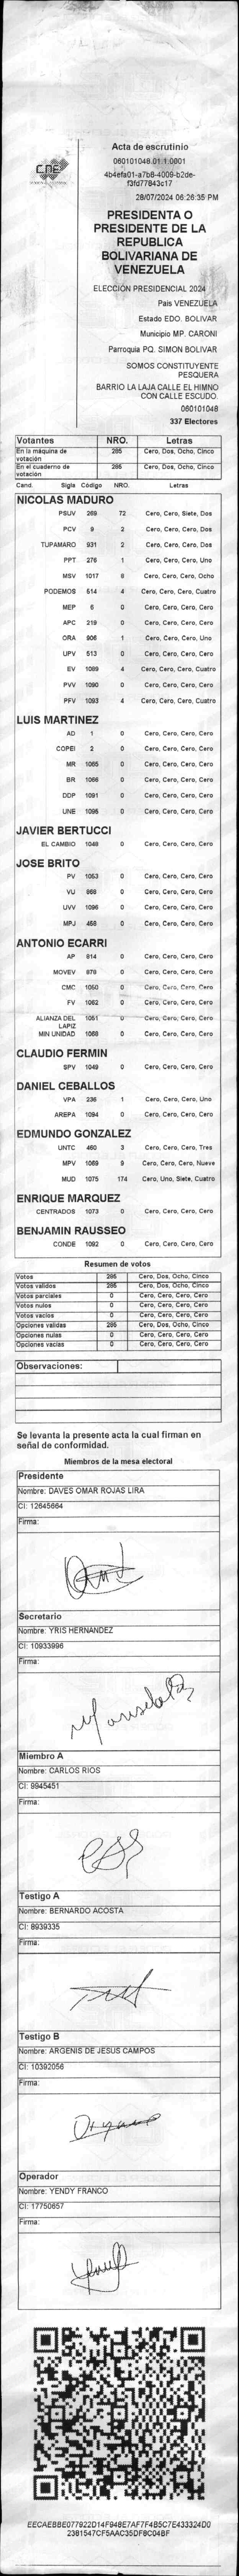 CNE
Acta de escrutinio
060101048.01.1.0001
4b4efa01-a7b8-4009-b2de-
f3fd77843c17
28/07/2024 06:26:35 PM
PRESIDENTA O
PRESIDENTE DE LA
REPUBLICA
BOLIVARIANA DE
VENEZUELA
ELECCIÓN PRESIDENCIAL 2024
Pais VENEZUELA
Estado EDO. BOLIVAR
Municipio MP. CARONI
Parroquia PQ. SIMON BOLIVAR
SOMOS CONSTITUYENTE
PESQUERA
BARRIO LA LAJA CALLE EL HIMNO
CON CALLE ESCUDO.
060101048
337 Electores
Votantes NRO. Letras
En la máquina de votación 285 Cero, Dos, Ocho, Cinco
En el cuaderno de votación 285 Cero, Dos, Ocho, Cinco
Cand. Sigls Código NRO. Letras
NICOLAS MADURO
PSUV 269 72 Cero, Cero, Siete, Dos
PCV 9 2 Cero, Cero, Cero, Dos
TUPAMARO 931 2 Cero, Cero, Cero, Dos
PPT 276 1 Cero, Cero, Cero, Uno
MSV 1017 8 Cero, Cero, Cero, Ocho
PODEMOS 514 4 Cero, Cero, Cero, Cuatro
MEP 6 0 Cero, Cero, Cero, Cero
APC 219 0 Cero, Cero, Cero, Cero
ORA 906 1 Cero, Cero, Cero, Uno
UPV 513 0 Cero, Cero, Cero, Cero
EV 1089 4 Cero, Cero, Cero, Cuatro
PVV 1090 0 Cero, Cero, Cero, Cero
PFV 1093 4 Cero, Cero, Cero, Cuatro
LUIS MARTINEZ
AD 1 0 Cero, Cero, Cero, Cero
COPEI 2 0 Cero, Cero, Cero, Cero
MR 1065 0 Cero, Cero, Cero, Cero
BR 1066 0 Cero, Cero, Cero, Cero
DDP 1091 0 Cero, Cero, Cero, Cero
UNE 1095 0 Cero, Cero, Cero, Cero
JAVIER BERTUCCI
EL CAMBIO 1048 0 Cero, Cero, Cero, Cero
JOSE BRITO
PV 1053 0 Cero, Cero, Cero, Cero
VU 868 0 Cero, Cero, Cero, Cero
UVV 1096 0 Cero, Cero, Cero, Cero
MPJ 458 0 Cero, Cero, Cero, Cero
ANTONIO ECARRI
AP 814 0 Cero, Cero, Cero, Cero
MOVEV 879 0 Cero, Cero, Cero, Cero
CMC 1050 0 Cero, Cero, Cero, Cero
FV 1062 0 Cero, Cero, Cero, Cero
ALIANZA DEL LAPIZ 1051 0 Cero, Cero, Cero, Cero
MIN UNIDAD 1068 0 Cero, Cero, Cero, Cero
CLAUDIO FERMIN
SPV 1049 0 Cero, Cero, Cero, Cero
DANIEL CEBALLOS
VPA 236 1 Cero, Cero, Cero, Uno
AREPA 1094 0 Cero, Cero, Cero, Cero
EDMUNDO GONZALEZ
UNTC 460 3 Cero, Cero, Cero, Tres
MPV 1069 9 Cero, Cero, Cero, Nueve
MUD 1075 174 Cero, Uno, Siete, Cuatro
ENRIQUE MARQUEZ
CENTRADOS 1073 0 Cero, Cero, Cero, Cero
BENJAMIN RAUSSEO
CONDE 1092 0 Cero, Cero, Cero, Cero
Resumen de votos
Votos 285 Cero, Dos, Ocho, Cinco
Votos validos 285 Cero, Dos, Ocho, Cinco
Votos parciales 0 Cero, Cero, Cero, Cero
Votos nulos 0 Cero, Cero, Cero, Cero
Votos vacios 0 Cero, Cero, Cero, Cero
Opciones validas 285 Cero, Dos, Ocho, Cinco
Opciones nulas 0 Cero, Cero, Cero, Cero
Opciones vacias 0 Cero, Cero, Cero, Cero
Observaciones:
Se levanta la presente acta la cual firman en
señal de conformidad.
Miembros de la mesa electoral
Presidente
Nombre: DAVES OMAR ROJAS LIRA
CI: 12645664
Firma:
Secretario
Nombre: YRIS HERNANDEZ
CI: 10933996
Firma:
Miembro A
Nombre: CARLOS RIOS
CI: 9945451
Firma:
Testigo A
Nombre: BERNARDO ACOSTA
CI: 8939335
Firma:
Testigo B
Nombre: ARGENIS DE JESUS CAMPOS
CI: 10392056
Firma:
Operador
Nombre: YENDY FRANCO
CI: 17750657
Firma:
EECAEBBE077922D14F948E7AF7F4B5C7E433324D0
2381547CF5AAC35DF8C04BF